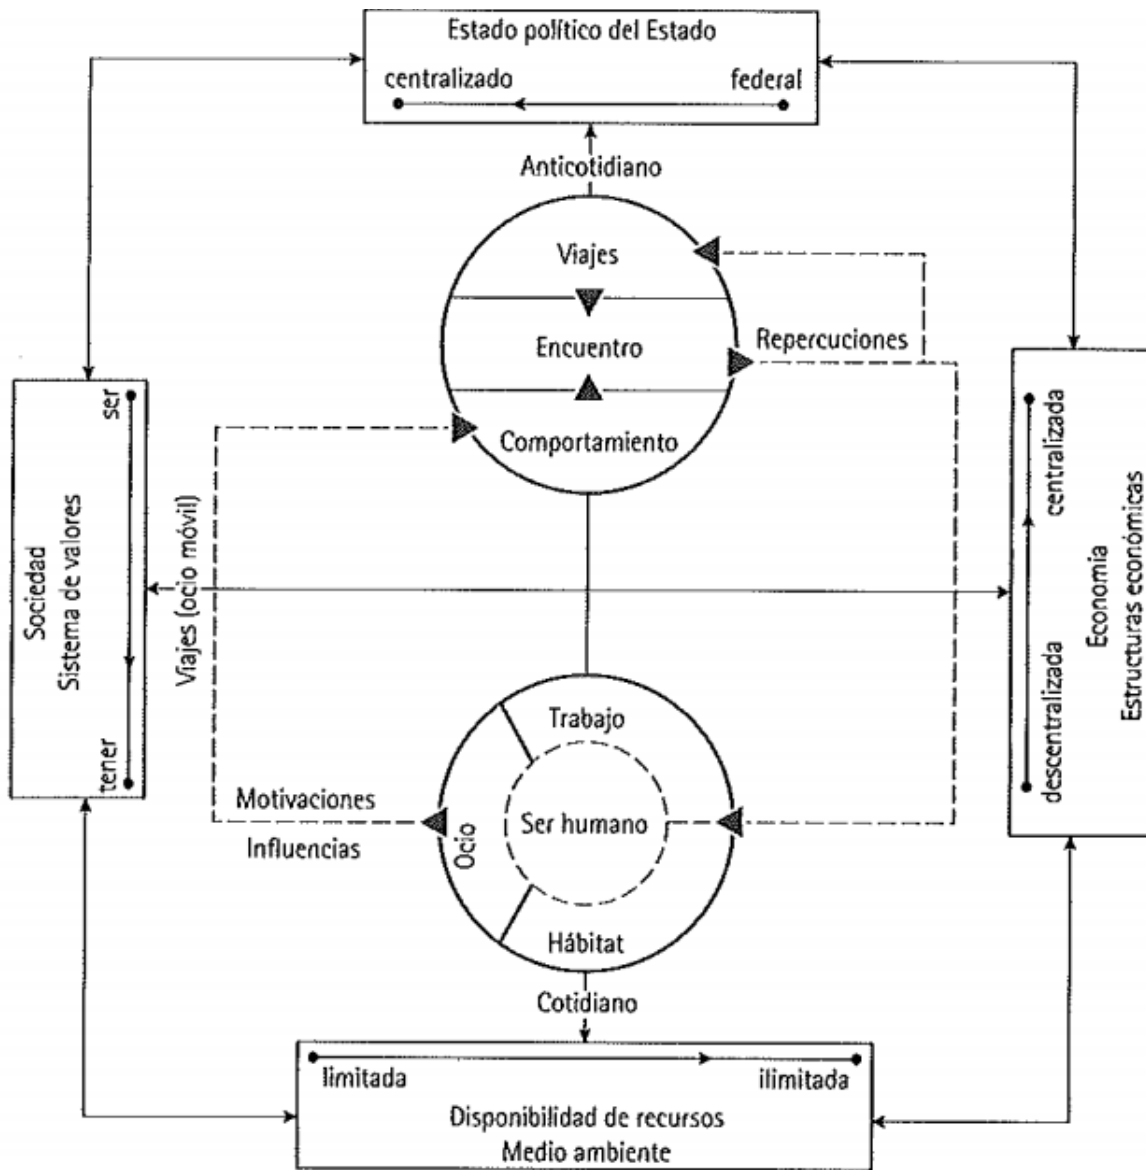 Estado político del Estado
centralizado
federal
Anticotidiano
Viajes
Encuentro
Repercuciones
Comportamiento
ser
tener
Sociedad
Sistema de valores
Viajes (ocio móvil)
centralizada
descentralizada
Economia
Estructuras económicas
Trabajo
Motivaciones
Influencias
Ocio
Ser humano
Hábitat
Cotidiano
limitada
ilimitada
Disponibilidad de recursos
Medio ambiente